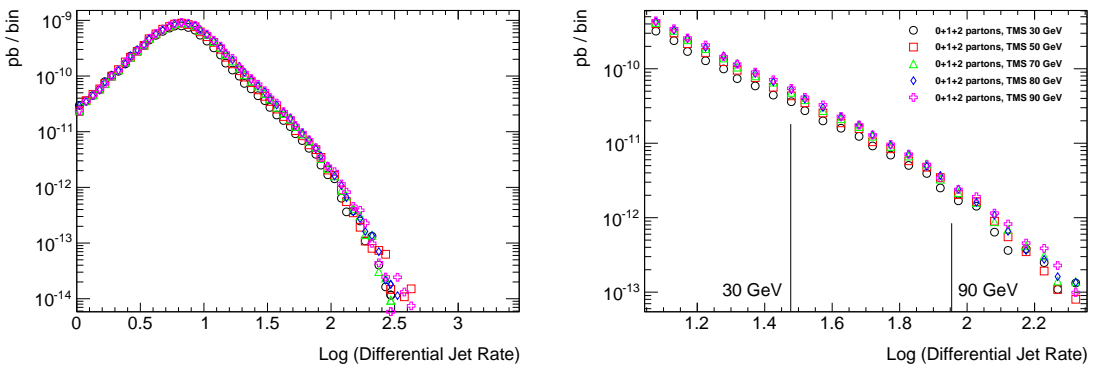 pb / bin
10⁻⁹
10⁻¹⁰
10⁻¹¹
10⁻¹²
10⁻¹³
10⁻¹⁴
0 0.5 1 1.5 2 2.5 3
Log (Differential Jet Rate)
pb / bin
10⁻¹⁰
10⁻¹¹
10⁻¹²
10⁻¹³
0+1+2 partons, TMS 30 GeV
0+1+2 partons, TMS 50 GeV
0+1+2 partons, TMS 70 GeV
0+1+2 partons, TMS 80 GeV
0+1+2 partons, TMS 90 GeV
30 GeV
90 GeV
1.2 1.4 1.6 1.8 2 2.2
Log (Differential Jet Rate)